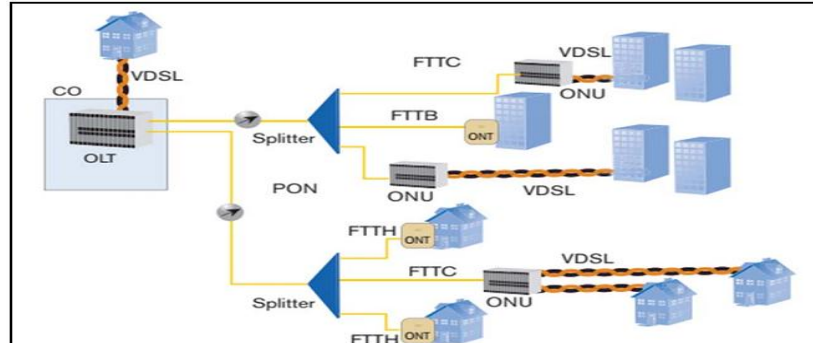 VDSL
CO
OLT
Splitter
PON
FTTC
ONU
VDSL
FTTB
ONT
ONU
VDSL
Splitter
FTTH
ONT
FTTC
ONU
VDSL
FTTH
ONT